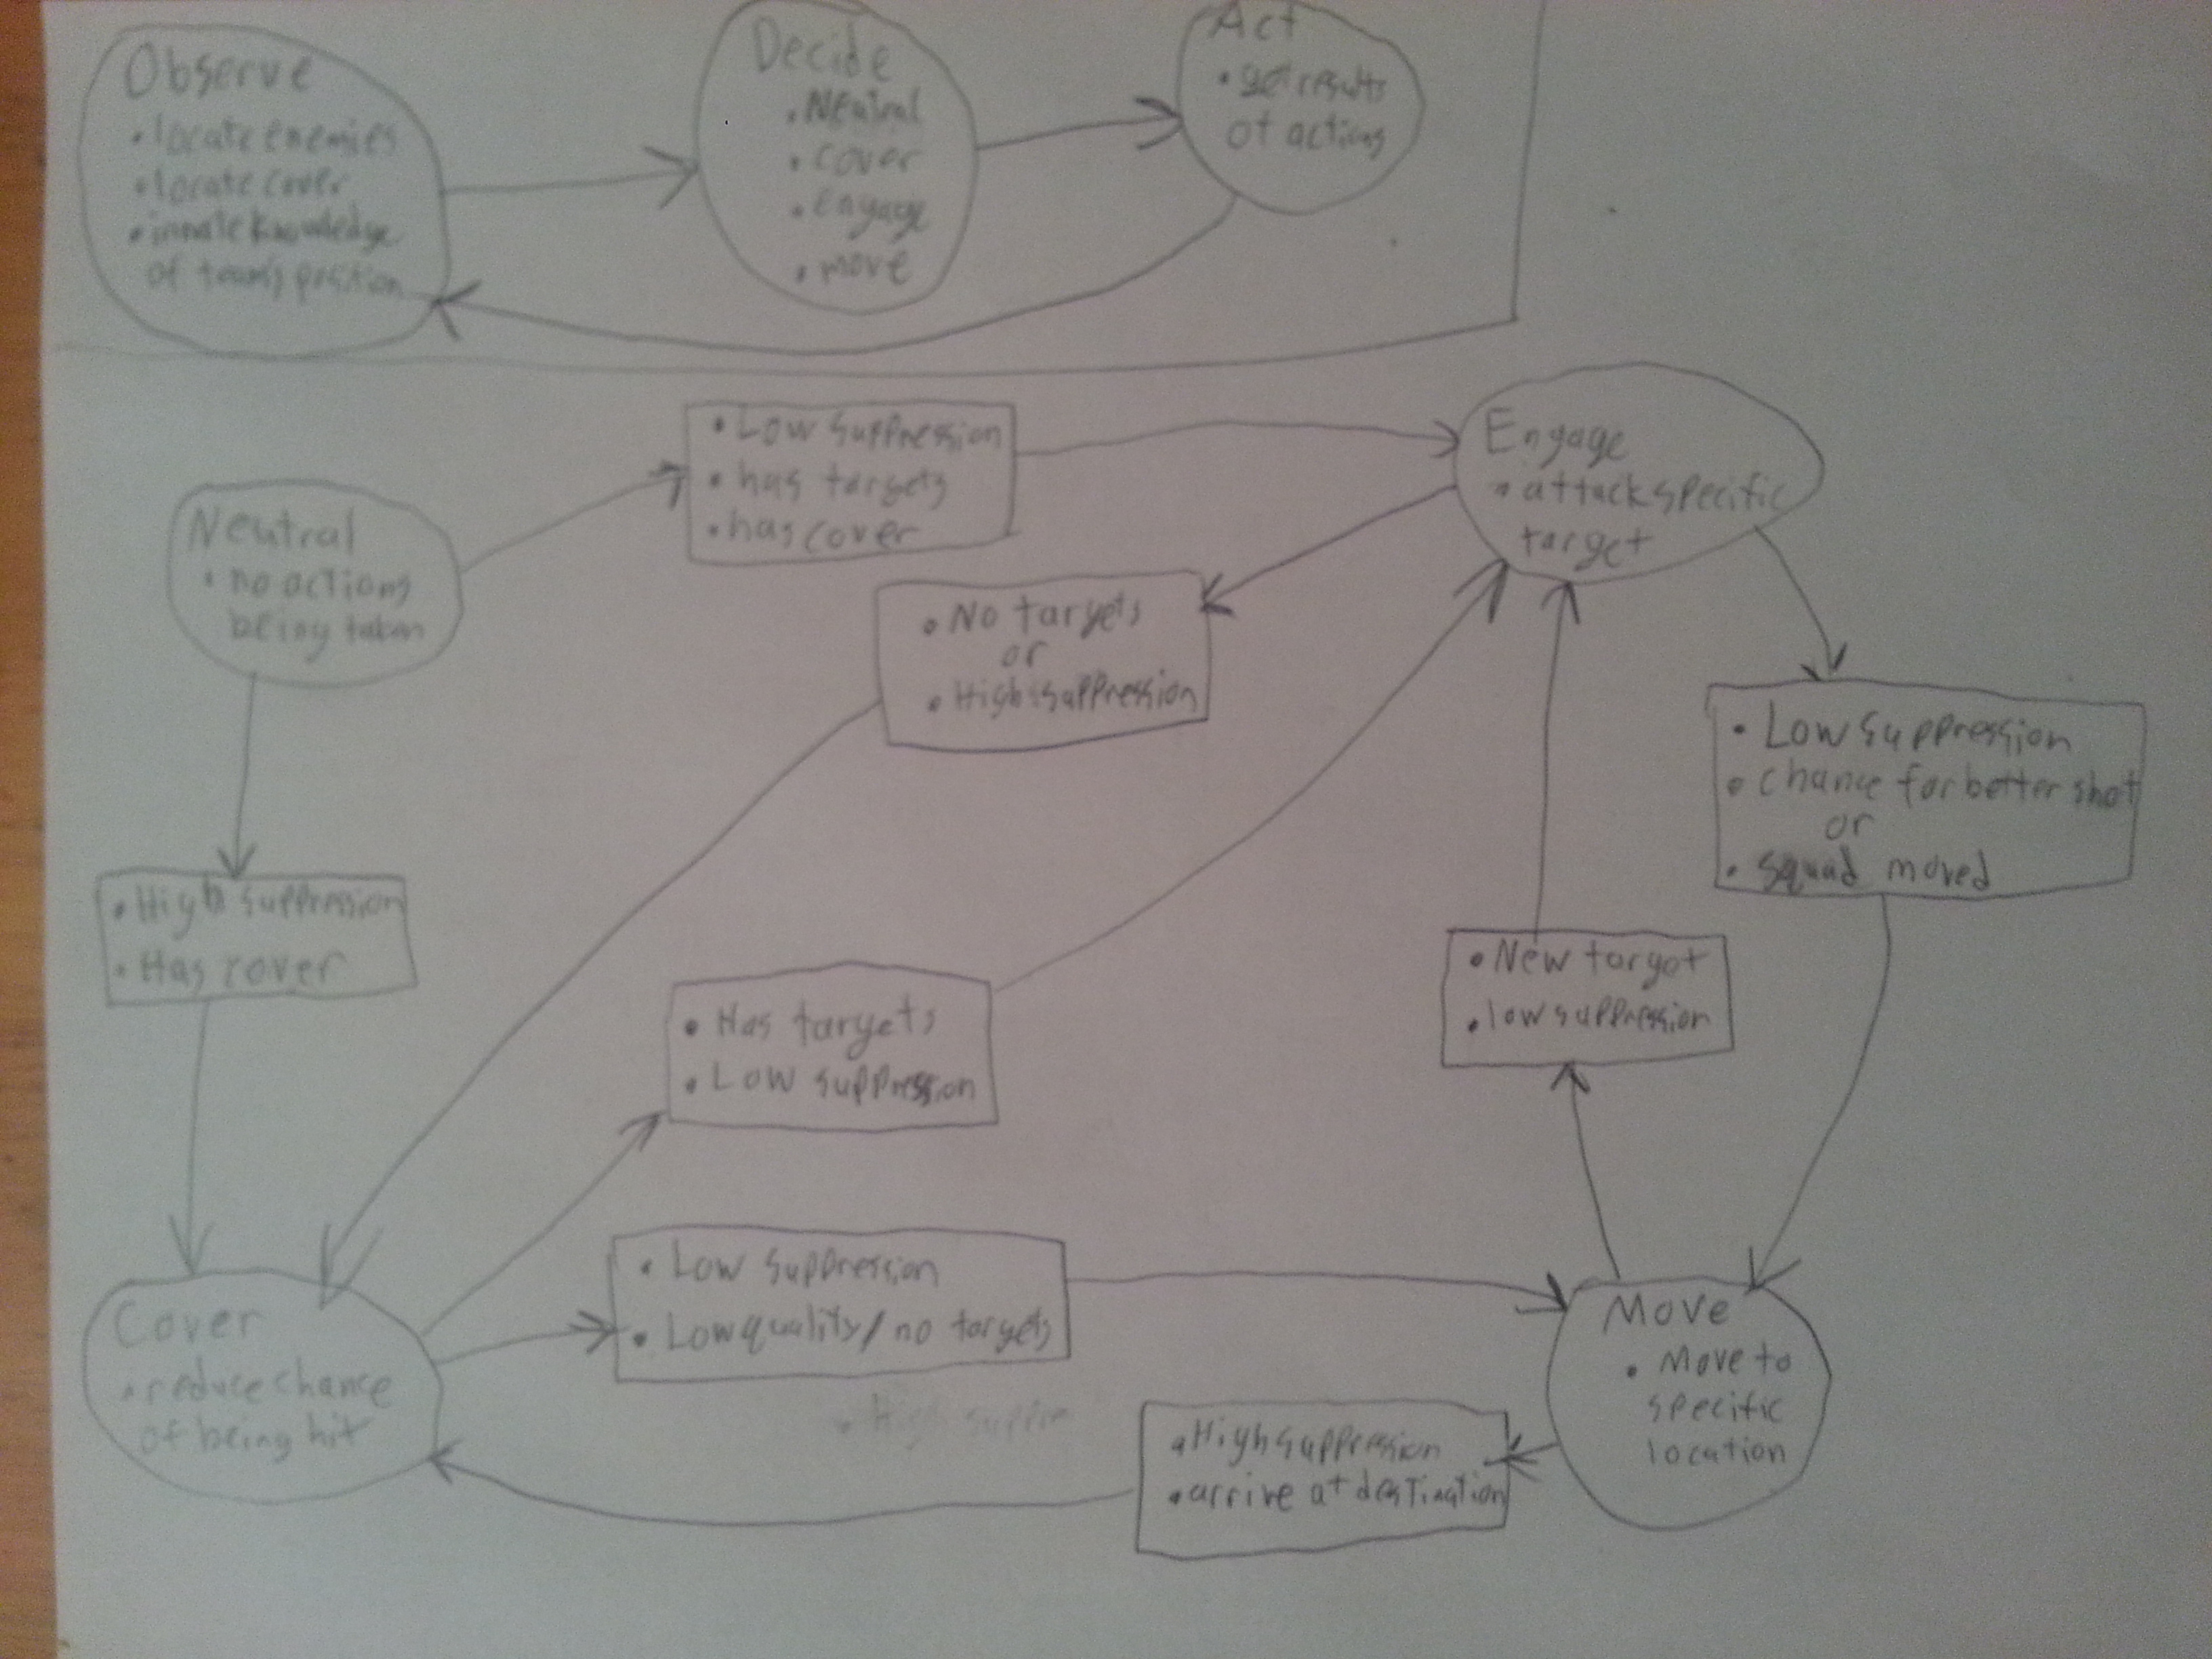 Observe
• locate enemies
• locate cover
• innate knowledge
of team's position
Decide
• Neutral
• cover
• engage
• move
Act
• get results
of actions
Neutral
• no actions
being taken
• Low suppression
• has targets
• has cover
Engage
• attack specific
target
• No targets
or
• High suppression
• Low suppression
• chance for better shot
or
• squad moved
• High suppression
• Has cover
• Has targets
• Low suppression
• New target
• low suppression
Cover
• reduce chance
of being hit
• Low suppression
• Low quality/no targets
• High suppre
• High suppression
• arrive at destination
Move
• Move to
specific
location